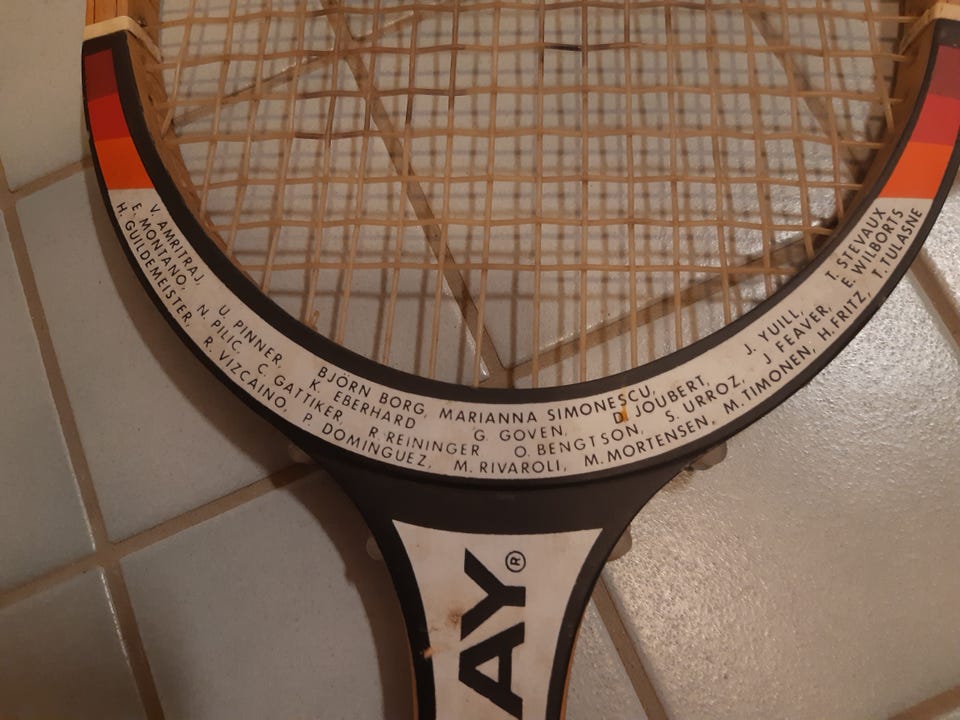 V. AMRITRAJ, U. PINNER, BJÖRN BORG, MARIANNA SIMONESCU, D. JOUBERT, J. YUILL, T. STEVAUX
E. MONTANO, N. PILIC, C. GATTIKER, K. EBERHARD G. GOVEN, O. BENGTSON, S. URROZ, J. FEAVER, E. WILBORTS
H. GUILDEMEISTER, R. VIZCAINO, P. DOMINGUEZ, R. REININGER M. RIVAROLI, M. MORTENSEN, M. TIMONEN, H. FRITZ, T. TULASNE
AY®